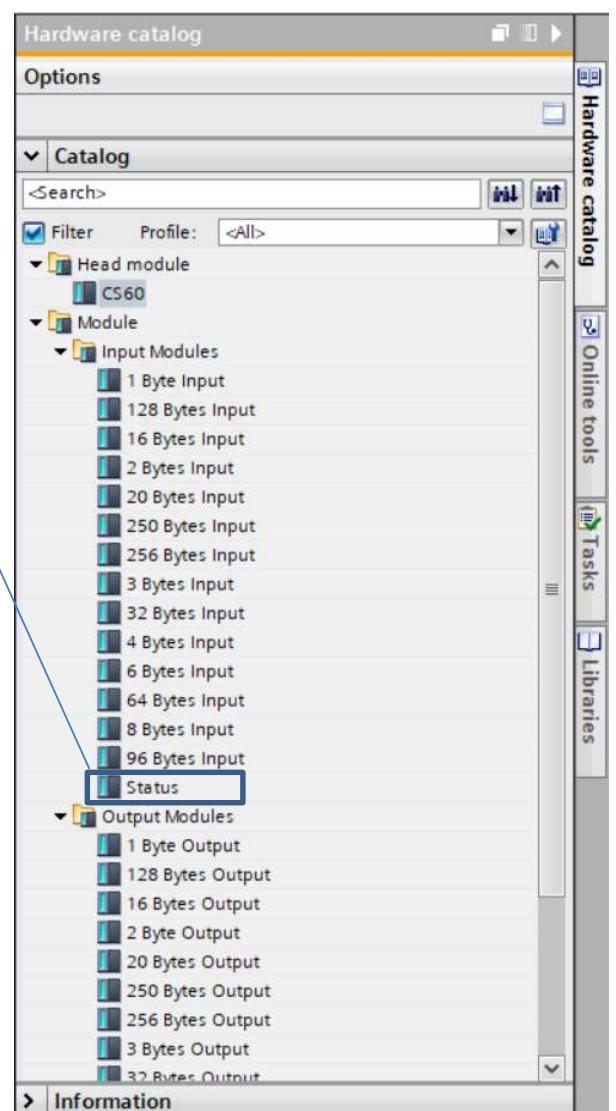 Hardware catalog
Options
Catalog
<Search>
Filter Profile: <All>
Head module
CS60
Module
Input Modules
1 Byte Input
128 Bytes Input
16 Bytes Input
2 Bytes Input
20 Bytes Input
250 Bytes Input
256 Bytes Input
3 Bytes Input
32 Bytes Input
4 Bytes Input
6 Bytes Input
64 Bytes Input
8 Bytes Input
96 Bytes Input
Status
Output Modules
1 Byte Output
128 Bytes Output
16 Bytes Output
2 Byte Output
20 Bytes Output
250 Bytes Output
256 Bytes Output
3 Bytes Output
32 Bytes Output
Information
Hardware catalog
Online tools
Tasks
Libraries